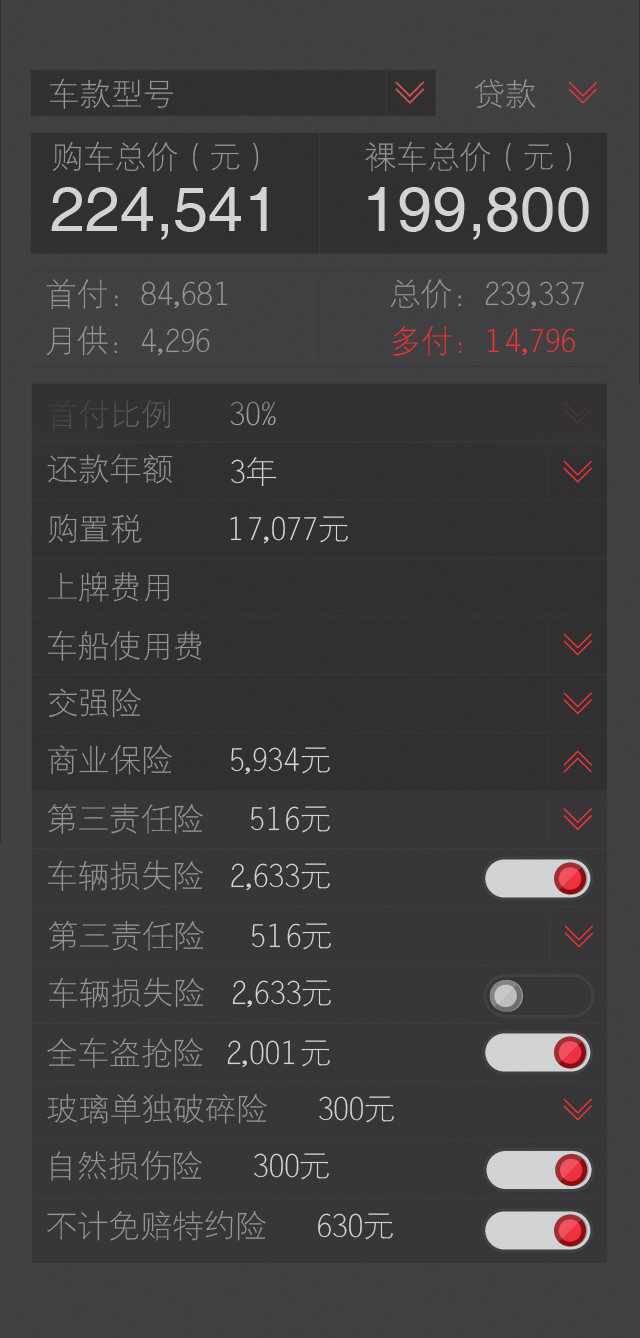 车款型号 贷款
购车总价(元) 裸车总价(元)
224,541 199,800
首付: 84,681 总价: 239,337
月供: 4,296 多付: 14,796
首付比例 30%
还款年额 3年
购置税 17,077元
上牌费用
车船使用费
交强险
商业保险 5,934元
第三责任险 516元
车辆损失险 2,633元
第三责任险 516元
车辆损失险 2,633元
全车盗抢险 2,001元
玻璃单独破碎险 300元
自然损伤险 300元
不计免赔特约险 630元